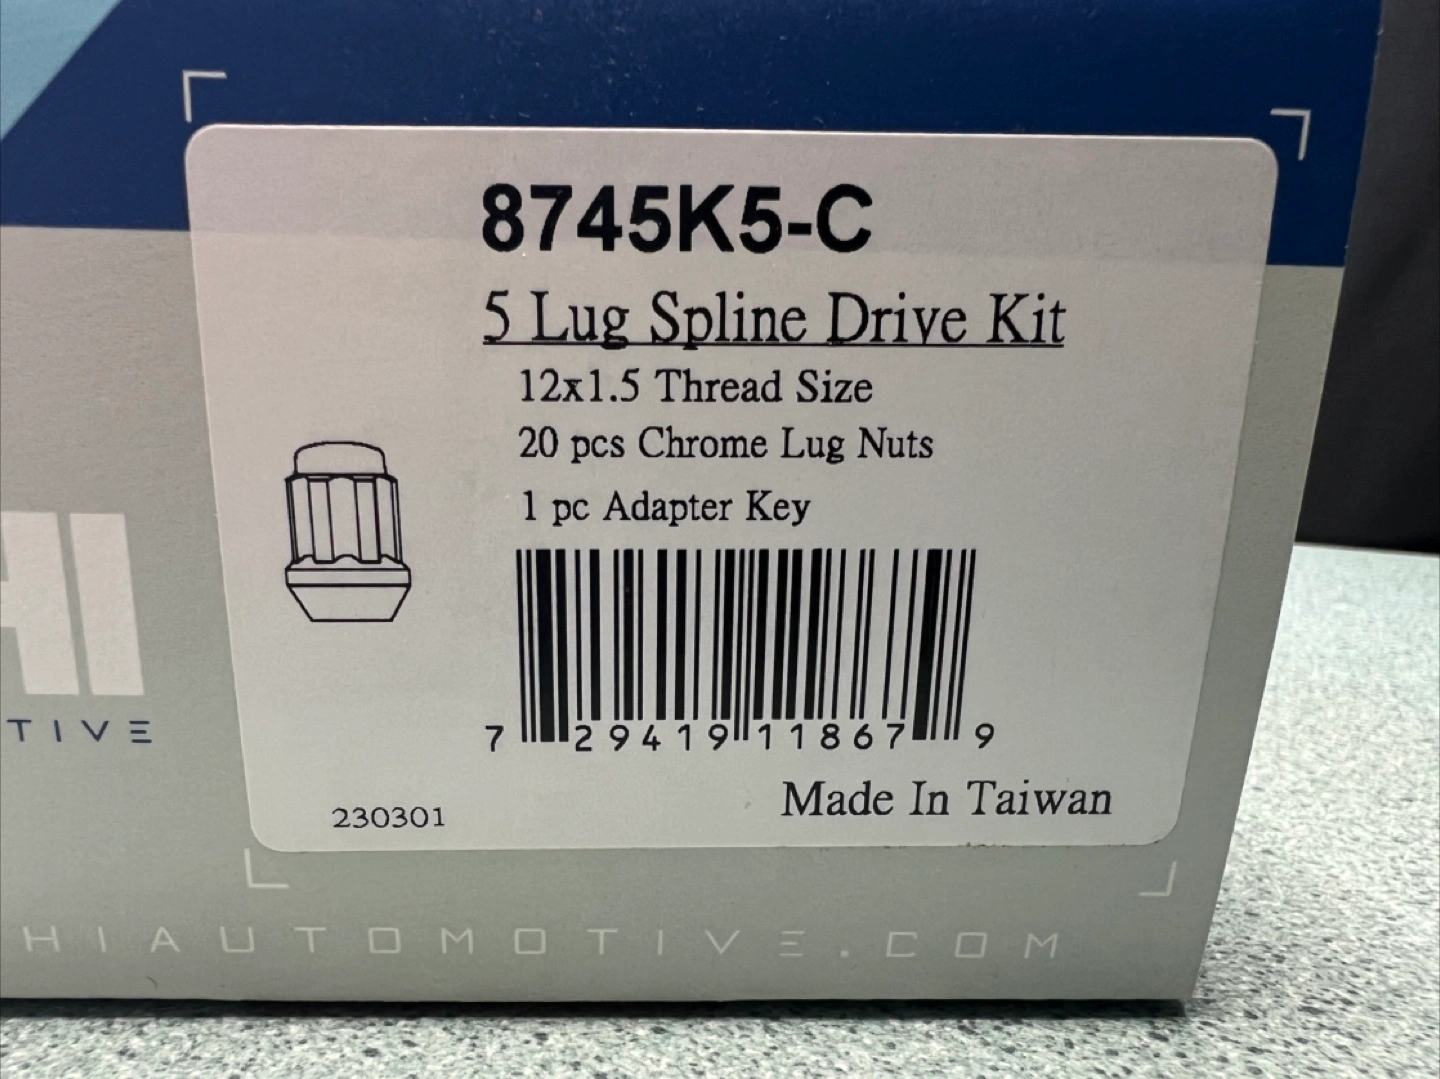 8745K5-C
5 Lug Spline Drive Kit
12x1.5 Thread Size
20 pcs Chrome Lug Nuts
1 pc Adapter Key
7 29419 11867 9
Made In Taiwan
230301
HI
TIVE
HIAUTOMOTIVE.COM